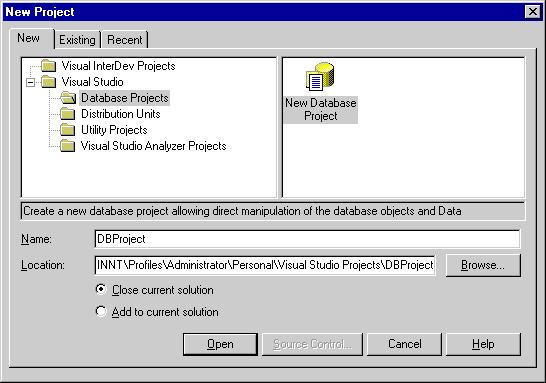 New Project
New Existing Recent
Visual InterDev Projects
Visual Studio
Database Projects
Distribution Units
Utility Projects
Visual Studio Analyzer Projects
New Database
Project
Create a new database project allowing direct manipulation of the database objects and Data
Name: DBProject
Location: INNT\Profiles\Administrator\Personal\Visual Studio Projects\DBProject Browse...
Close current solution
Add to current solution
Open Source Control... Cancel Help